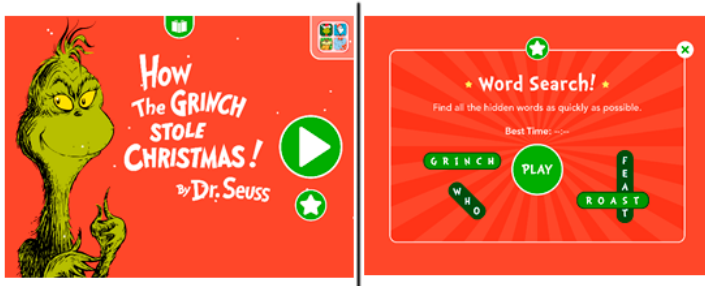 How
The GRINCH
STOLE
CHRISTMAS!
By Dr. Seuss
Word Search!
Find all the hidden words as quickly as possible.
Best Time: --:--
GRINCH
WHO
PLAY
FEAST
ROAST